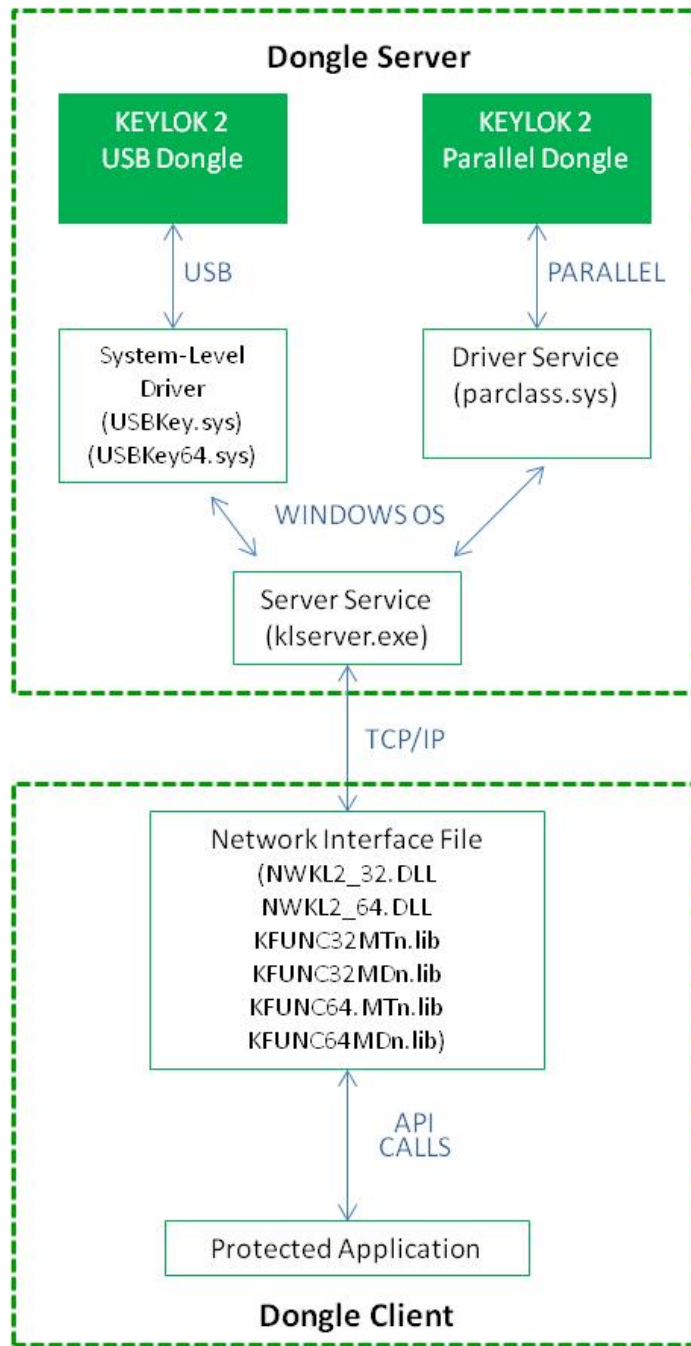 Dongle Server
KEYLOK 2
USB Dongle
KEYLOK 2
Parallel Dongle
USB
PARALLEL
System-Level
Driver
(USBKey.sys)
(USBKey64.sys)
Driver Service
(parclass.sys)
WINDOWS OS
Server Service
(klserver.exe)
TCP/IP
Network Interface File
(NWKL2_32.DLL
NWKL2_64.DLL
KFUNC32MTn.lib
KFUNC32MDn.lib
KFUNC64.MTn.lib
KFUNC64MDn.lib)
API
CALLS
Protected Application
Dongle Client